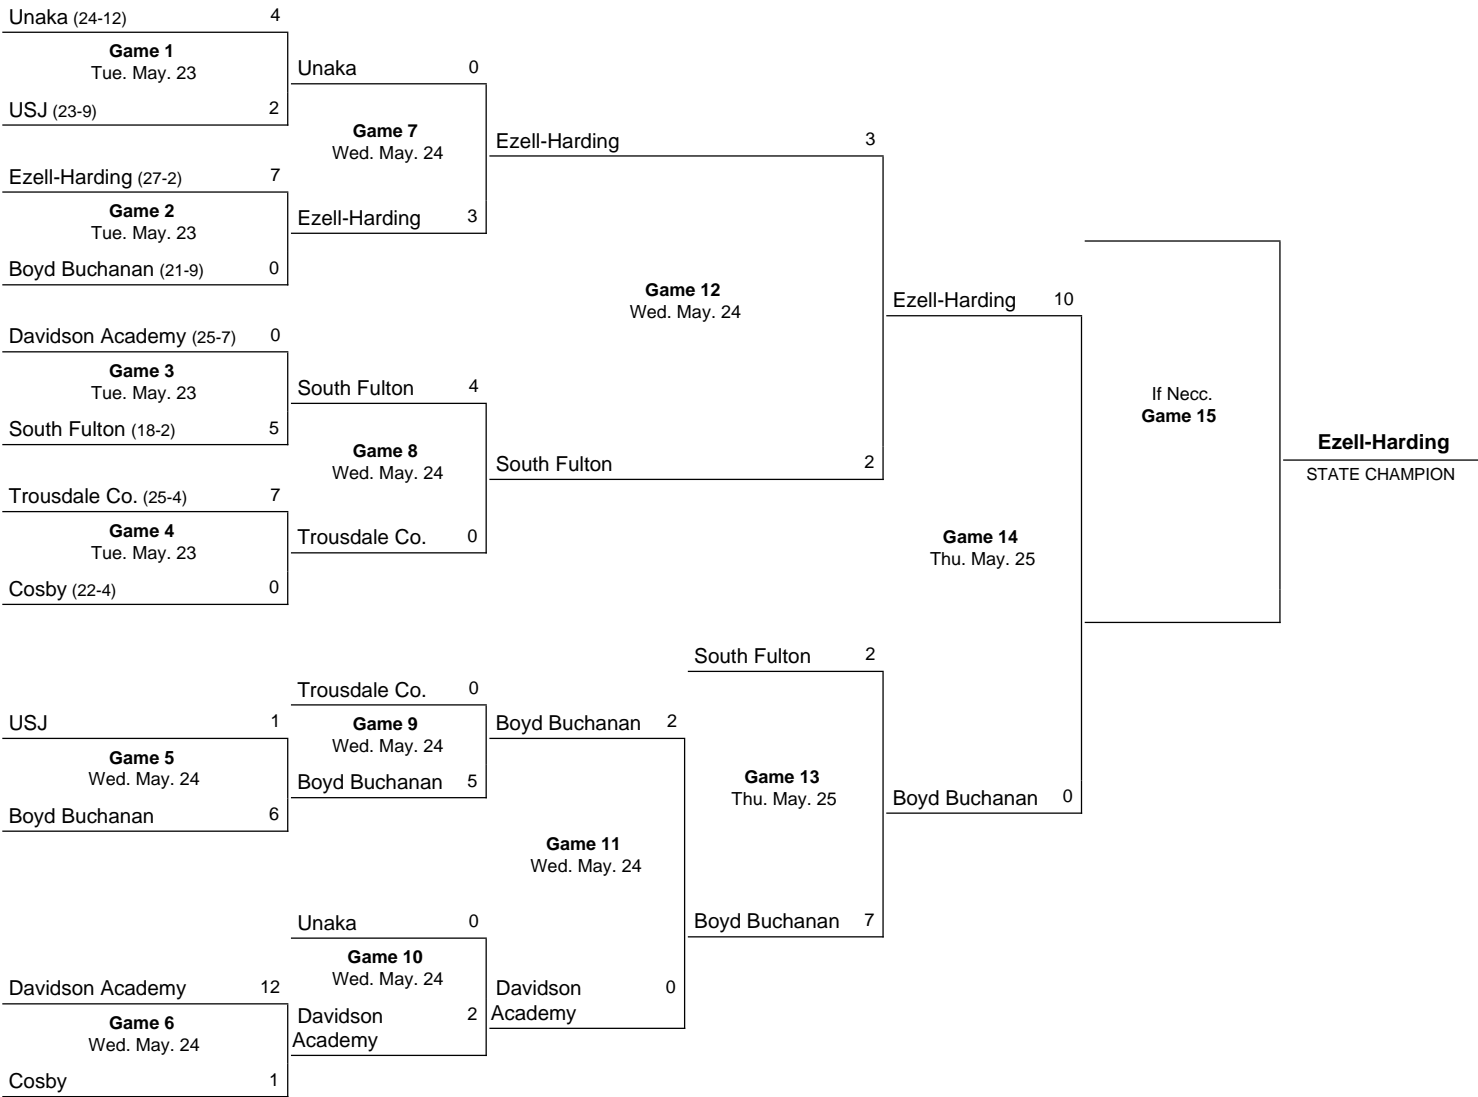 Unaka (24-12) 4
Game 1
Tue. May. 23
USJ (23-9) 2
Ezell-Harding (27-2) 7
Game 2
Tue. May. 23
Boyd Buchanan (21-9) 0
Davidson Academy (25-7) 0
Game 3
Tue. May. 23
South Fulton (18-2) 5
Trousdale Co. (25-4) 7
Game 4
Tue. May. 23
Cosby (22-4) 0
USJ 1
Game 5
Wed. May. 24
Boyd Buchanan 6
Davidson Academy 12
Game 6
Wed. May. 24
Cosby 1
Unaka 0
Game 7
Wed. May. 24
Ezell-Harding 3
South Fulton 4
Game 8
Wed. May. 24
Trousdale Co. 0
Trousdale Co. 0
Game 9
Wed. May. 24
Boyd Buchanan 5
Unaka 0
Game 10
Wed. May. 24
Davidson 2
Academy
Ezell-Harding 3
Game 12
Wed. May. 24
South Fulton 2
Boyd Buchanan 2
Game 11
Wed. May. 24
Davidson 0
Academy
South Fulton 2
Game 13
Thu. May. 25
Boyd Buchanan 7
Ezell-Harding 10
Game 14
Thu. May. 25
Boyd Buchanan 0
If Necc.
Game 15
Ezell-Harding
STATE CHAMPION